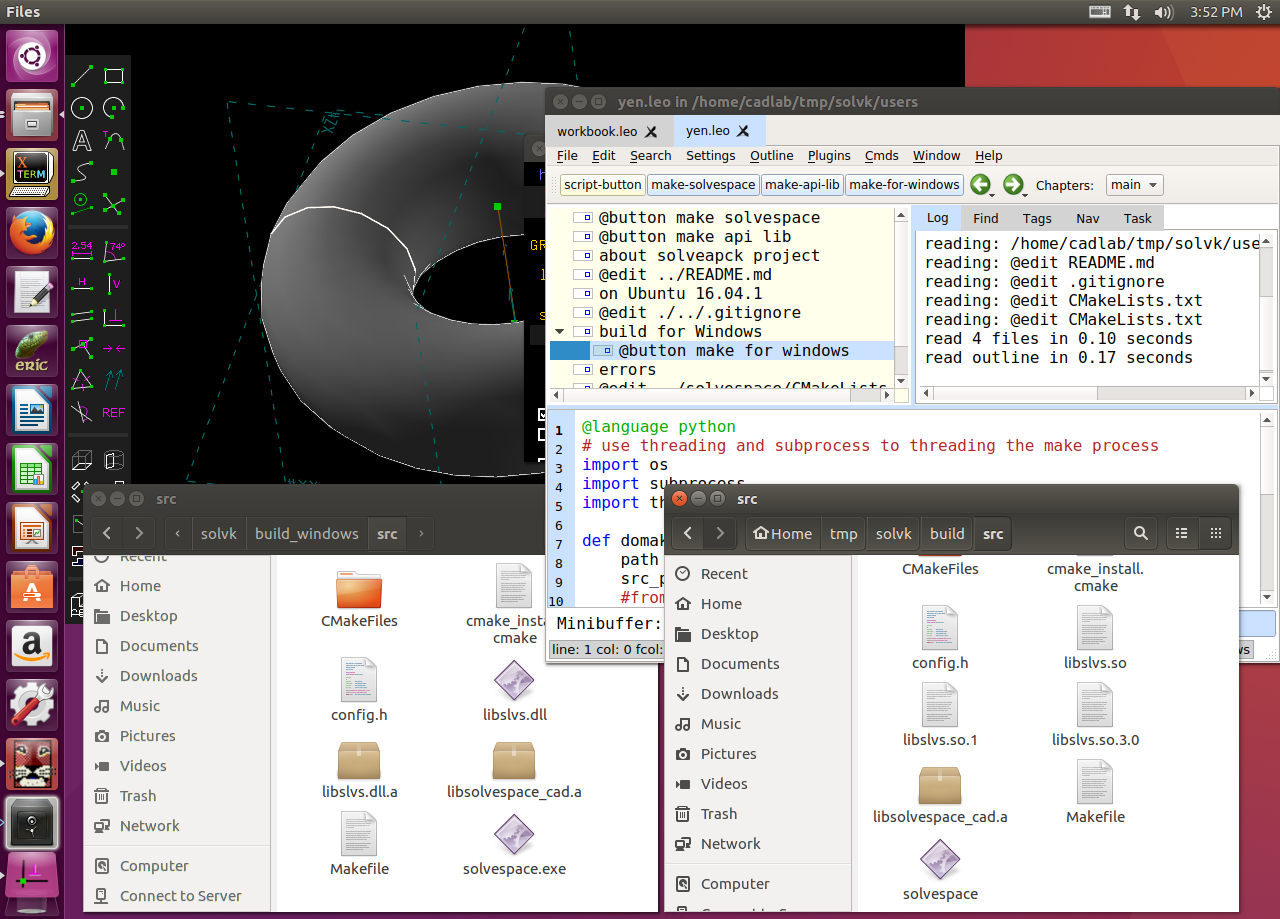 Files
3:52 PM
XTERM
eric
a
A
T
2.54
74°
H
V
REF
XZ
#XY
h
GR
l
s
yen.leo in /home/cadlab/tmp/solvk/users
workbook.leo
yen.leo
File Edit Search Settings Outline Plugins Cmds Window Help
script-button make-solvespace make-api-lib make-for-windows Chapters: main
@button make solvespace
@button make api lib
about solveapck project
@edit ../README.md
on Ubuntu 16.04.1
@edit ./../.gitignore
build for Windows
@button make for windows
errors
@edit ../solvespace/CMakeLists
Log Find Tags Nav Task
reading: /home/cadlab/tmp/solvk/use
reading: @edit README.md
reading: @edit .gitignore
reading: @edit CMakeLists.txt
reading: @edit CMakeLists.txt
read 4 files in 0.10 seconds
read outline in 0.17 seconds
1 @language python
2 # use threading and subprocess to threading the make process
3 import os
4 import subprocess
5 import th
6
7 def domak
8 path
9 src_p
10 #from
Minibuffer:
line: 1 col: 0 fcol:
ws
src
solvk build_windows src
Recent
Home
Desktop
Documents
Downloads
Music
Pictures
Videos
Trash
Network
Computer
Connect to Server
CMakeFiles
cmake_insta
cmake
config.h
libslvs.dll
libslvs.dll.a
libsolvespace_cad.a
Makefile
solvespace.exe
src
Home tmp solvk build src
Recent
Home
Desktop
Documents
Downloads
Music
Pictures
Videos
Trash
Network
Computer
CMakeFiles
cmake_install.
cmake
config.h
libslvs.so
libslvs.so.1
libslvs.so.3.0
libsolvespace_cad.a
Makefile
solvespace